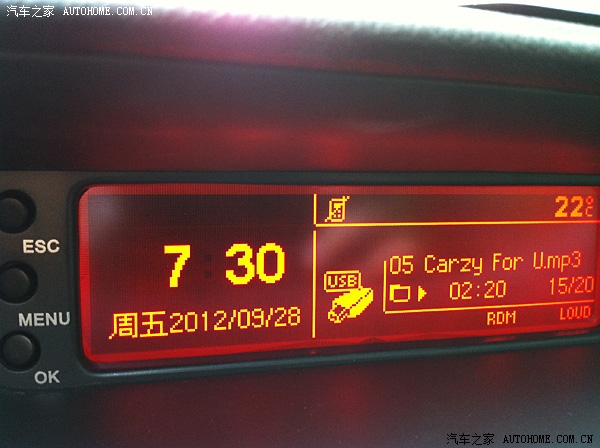 汽车之家 AUTOHOME.COM.CN
22°C
ESC
7:30
05 Carzy For U.mp3
USB
02:20 15/20
MENU
周五2012/09/28
RDM LOUD
OK
汽车之家 AUTOHOME.COM.CN